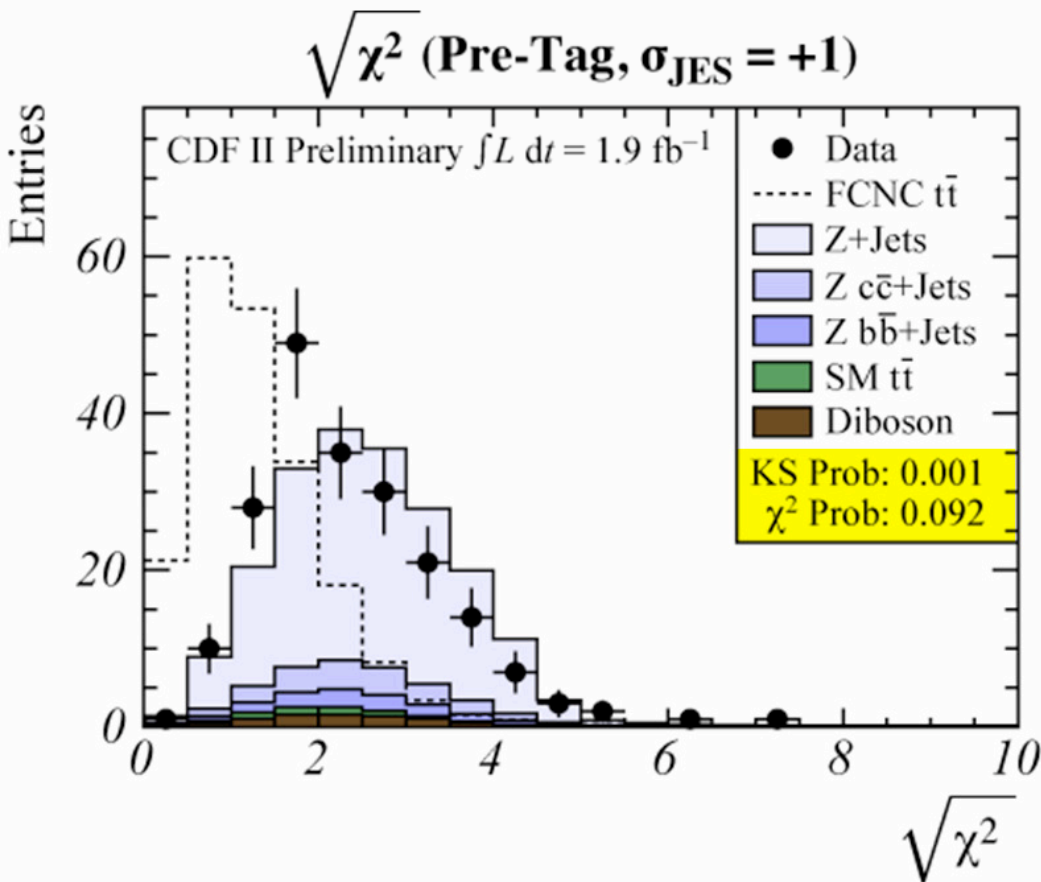 √χ² (Pre-Tag, σ_JES = +1)
Entries
CDF II Preliminary ∫L dt = 1.9 fb⁻¹
Data
FCNC tt̄
Z+Jets
Z cc̄+Jets
Z bb̄+Jets
SM tt̄
Diboson
KS Prob: 0.001
χ² Prob: 0.092
60
40
20
0
0 2 4 6 8 10
√χ²